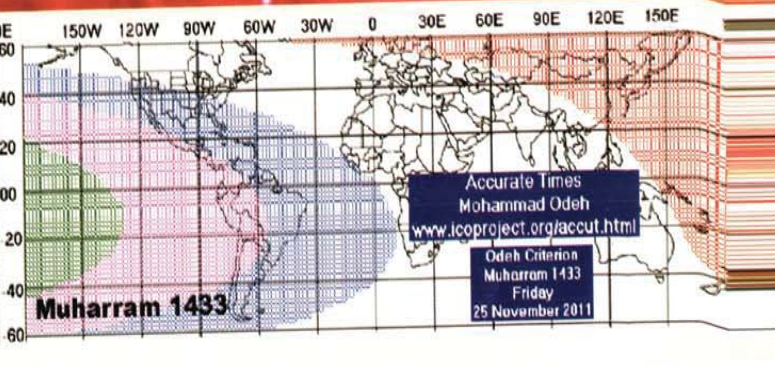 0E 150W 120W 90W 60W 30W 0 30E 60E 90E 120E 150E
60
40
20
00
20
40
60
Accurate Times
Mohammad Odeh
www.icoproject.org/accut.html
Odeh Criterion
Muharram 1433
Friday
25 November 2011
Muharram 1433